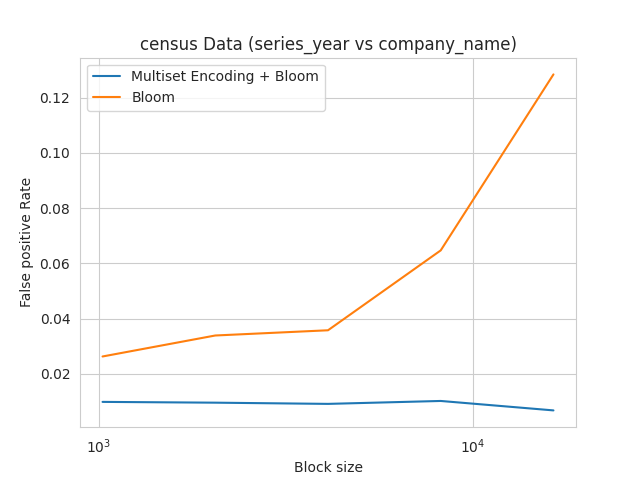 census Data (series_year vs company_name)
Multiset Encoding + Bloom
Bloom
0.12
0.10
0.08
0.06
0.04
0.02
False positive Rate
10³
10⁴
Block size